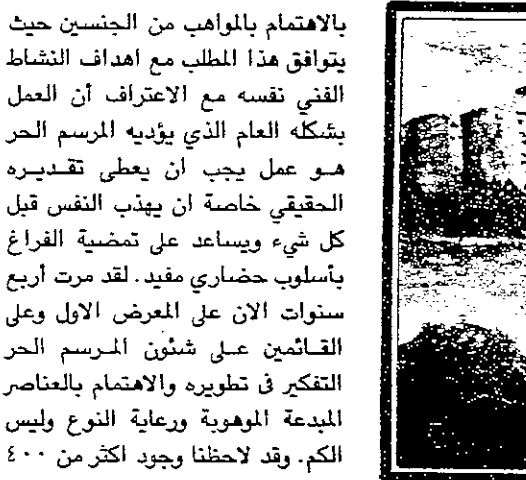 بالاهتمام بالمواهب من الجنسين حيث
يتوافق هذا المطلب مع اهداف النشاط
الفني نفسه مع الاعتراف أن العمل
بشكله العام الذي يؤديه المرسم الحر
هو عمل يجب ان يعطى تقديره
الحقيقي خاصة ان يهذب النفس قبل
كل شيء ويساعد على تمضية الفراغ
بأسلوب حضاري مفيد. لقد مرت أربع
سنوات الان على المعرض الاول وعلى
القائمين على شئون المرسم الحر
التفكير في تطويره والاهتمام بالعناصر
المبدعة الموهوبة ورعاية النوع وليس
الكم. وقد لاحظنا وجود اكثر من ٤٠٠